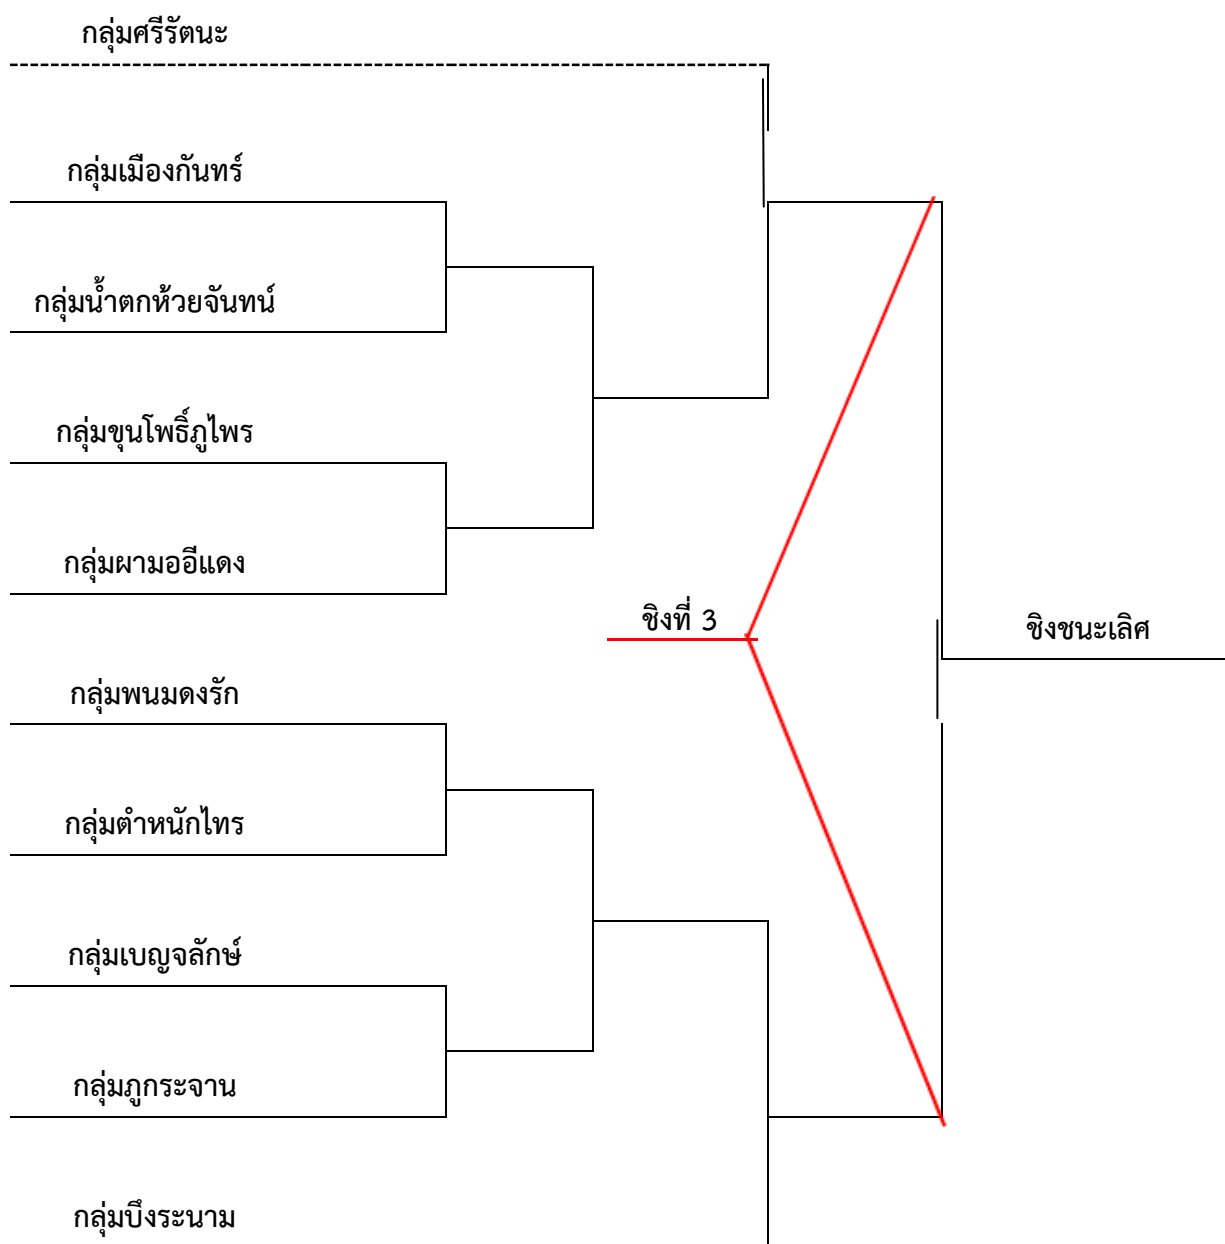 กลุ่มศรีรัตนะ
กลุ่มเมืองกันทร์
กลุ่มน้ำตกห้วยจันทน์
กลุ่มขุนโพธิ์ภูไพร
กลุ่มผามออีแดง
ชิงที่ 3
ชิงชนะเลิศ
กลุ่มพนมดงรัก
กลุ่มตำหนักไทร
กลุ่มเบญจลักษ์
กลุ่มภูกระจาน
กลุ่มบึงระนาม